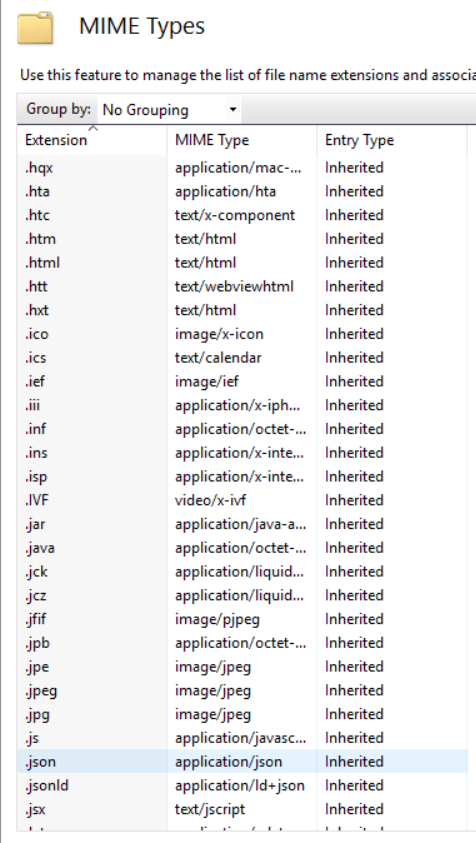 MIME Types
Use this feature to manage the list of file name extensions and associa
Group by: No Grouping
Extension MIME Type Entry Type
.hqx application/mac-... Inherited
.hta application/hta Inherited
.htc text/x-component Inherited
.htm text/html Inherited
.html text/html Inherited
.htt text/webviewhtml Inherited
.hxt text/html Inherited
.ico image/x-icon Inherited
.ics text/calendar Inherited
.ief image/ief Inherited
.iii application/x-iph... Inherited
.inf application/octet-... Inherited
.ins application/x-inte... Inherited
.isp application/x-inte... Inherited
.IVF video/x-ivf Inherited
.jar application/java-a... Inherited
.java application/octet-... Inherited
.jck application/liquid... Inherited
.jcz application/liquid... Inherited
.jfif image/pjpeg Inherited
.jpb application/octet-... Inherited
.jpe image/jpeg Inherited
.jpeg image/jpeg Inherited
.jpg image/jpeg Inherited
.js application/javasc... Inherited
.json application/json Inherited
.jsonld application/ld+json Inherited
.jsx text/jscript Inherited